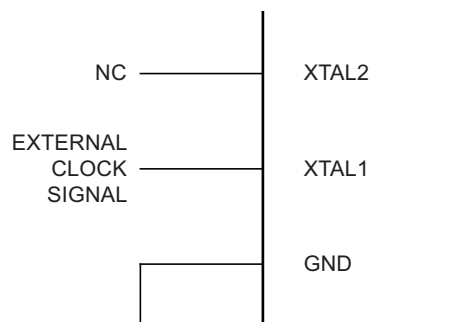 NC
XTAL2
EXTERNAL
CLOCK
SIGNAL
XTAL1
GND